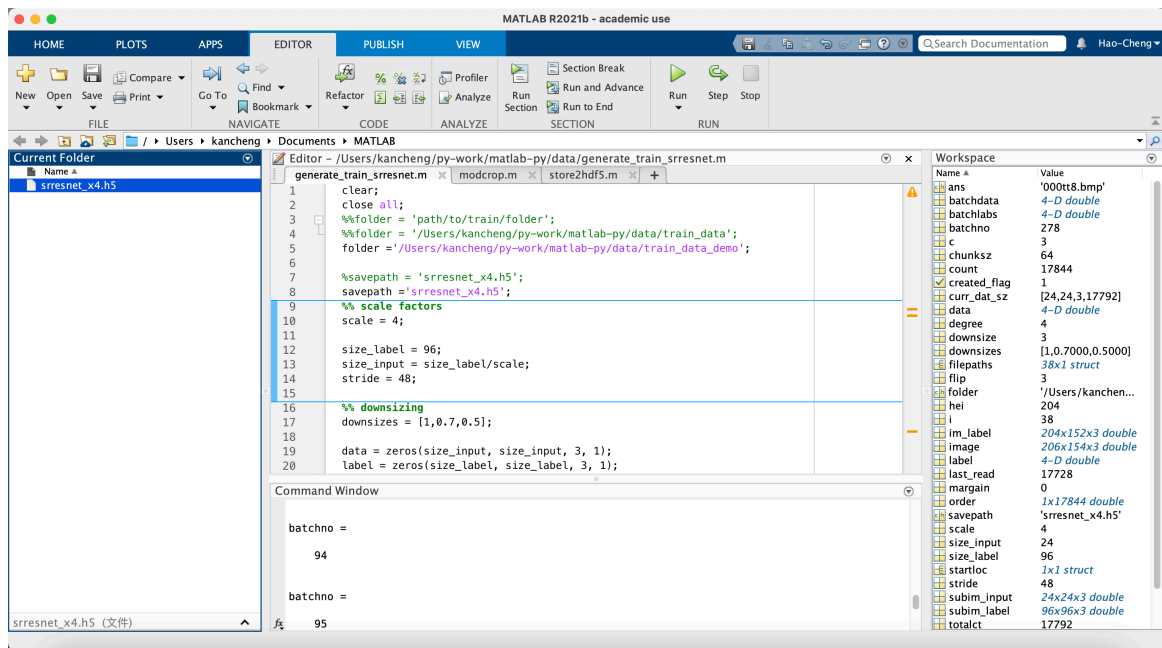 MATLAB R2021b - academic use
HOME PLOTS APPS EDITOR PUBLISH VIEW
Search Documentation Hao-Cheng
Compare
Print
New Open Save
FILE
Go To
Find
Bookmark
NAVIGATE
Refactor
CODE
Profiler
Analyze
ANALYZE
Run Section
Section Break
Run and Advance
Run to End
SECTION
Run Step Stop
RUN
/ Users kancheng Documents MATLAB
Current Folder
Name
srresnet_x4.h5
srresnet_x4.h5 (文件)
Editor - /Users/kancheng/py-work/matlab-py/data/generate_train_srresnet.m
generate_train_srresnet.m modcrop.m store2hdf5.m +
1 clear;
2 close all;
3 %%folder = 'path/to/train/folder';
4 %%folder = '/Users/kancheng/py-work/matlab-py/data/train_data';
5 folder ='/Users/kancheng/py-work/matlab-py/data/train_data_demo';
6
7 %savepath = 'srresnet_x4.h5';
8 savepath ='srresnet_x4.h5';
9 %% scale factors
10 scale = 4;
11
12 size_label = 96;
13 size_input = size_label/scale;
14 stride = 48;
15
16 %% downsizing
17 downsizes = [1,0.7,0.5];
18
19 data = zeros(size_input, size_input, 3, 1);
20 label = zeros(size_label, size_label, 3, 1);
Command Window
batchno =
94
batchno =
fx 95
Workspace
Name Value
ans '000tt8.bmp'
batchdata 4-D double
batchlabs 4-D double
batchno 278
c 3
chunksz 64
count 17844
created_flag 1
curr_dat_sz [24,24,3,17792]
data 4-D double
degree 4
downsize 3
downsizes [1,0.7000,0.5000]
filepaths 38x1 struct
flip 3
folder '/Users/kanchen...
hei 204
i 38
im_label 204x152x3 double
image 206x154x3 double
label 4-D double
last_read 17728
margain 0
order 1x17844 double
savepath 'srresnet_x4.h5'
scale 4
size_input 24
size_label 96
startloc 1x1 struct
stride 48
subim_input 24x24x3 double
subim_label 96x96x3 double
totalct 17792